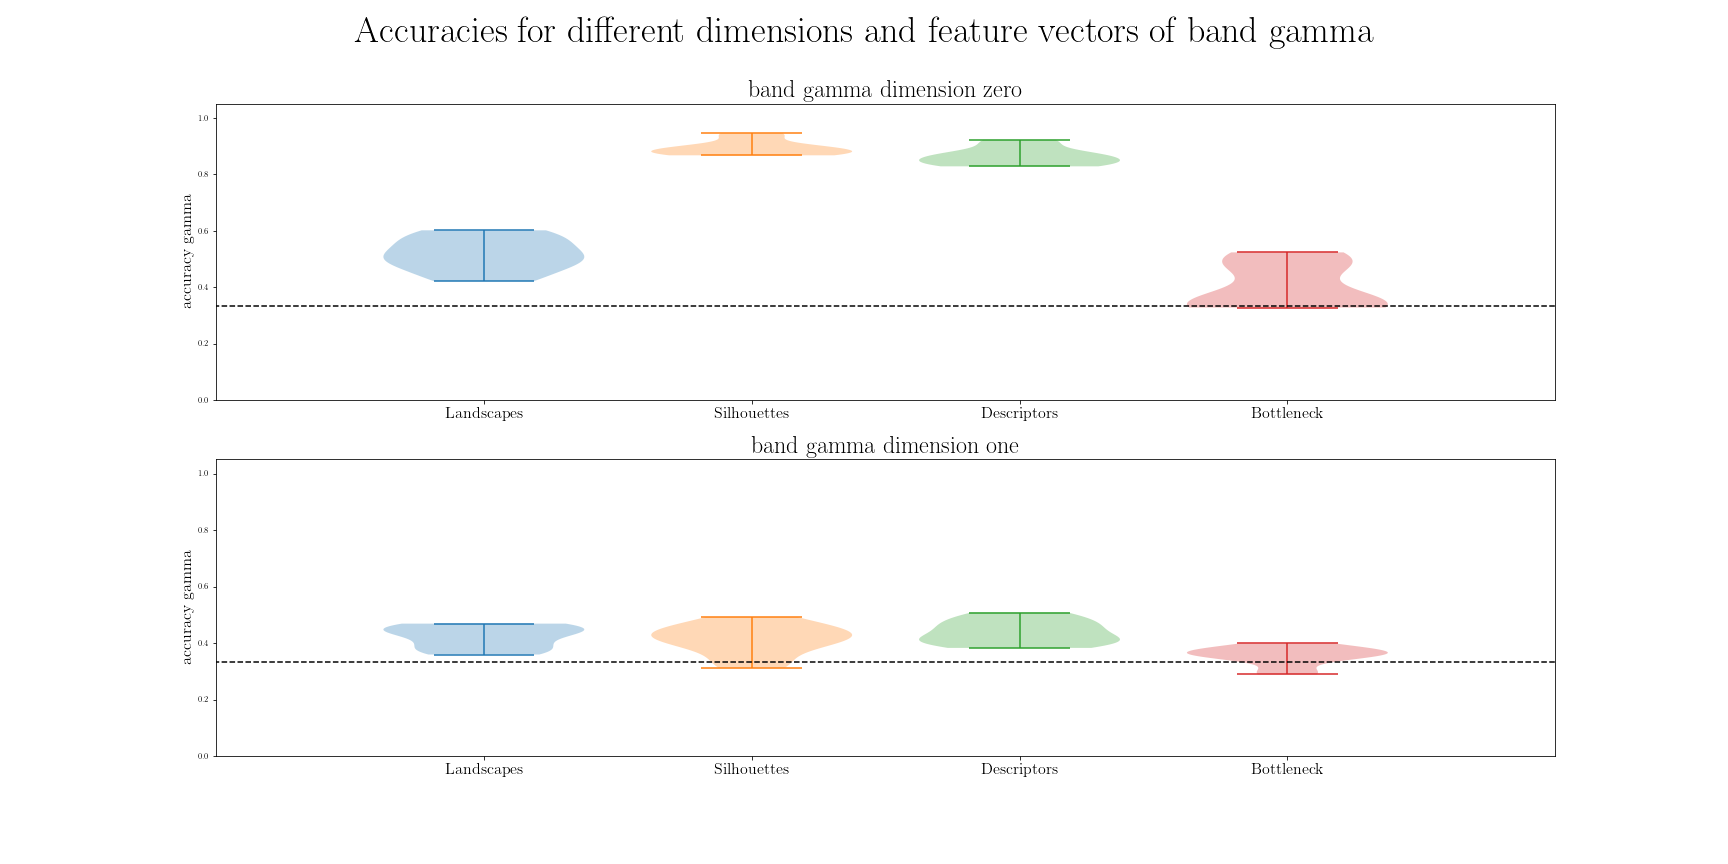 Accuracies for different dimensions and feature vectors of band gamma
band gamma dimension zero
accuracy gamma
1.0
0.8
0.6
0.4
0.2
0.0
Landscapes Silhouettes Descriptors Bottleneck
band gamma dimension one
accuracy gamma
1.0
0.8
0.6
0.4
0.2
0.0
Landscapes Silhouettes Descriptors Bottleneck